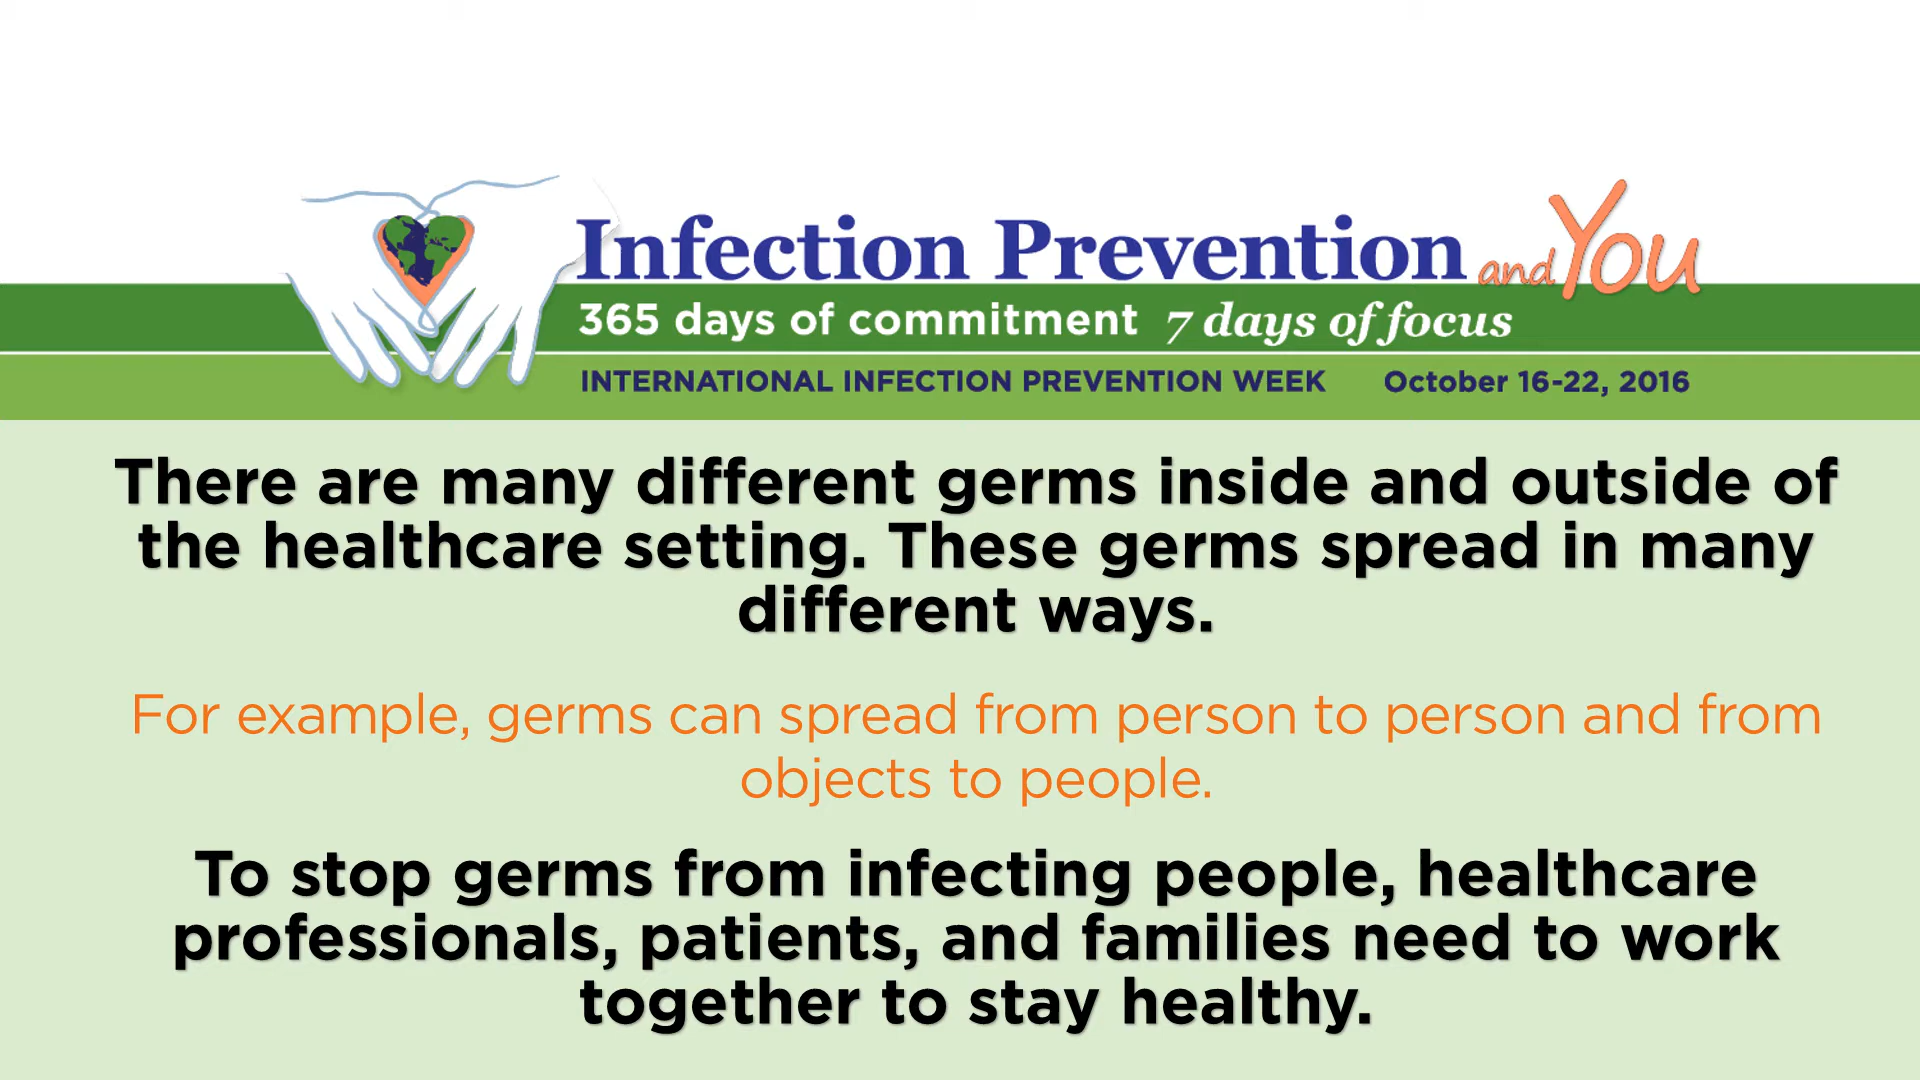 Infection Prevention and You
365 days of commitment 7 days of focus
INTERNATIONAL INFECTION PREVENTION WEEK October 16-22, 2016
There are many different germs inside and outside of
the healthcare setting. These germs spread in many
different ways.
For example, germs can spread from person to person and from
objects to people.
To stop germs from infecting people, healthcare
professionals, patients, and families need to work
together to stay healthy.